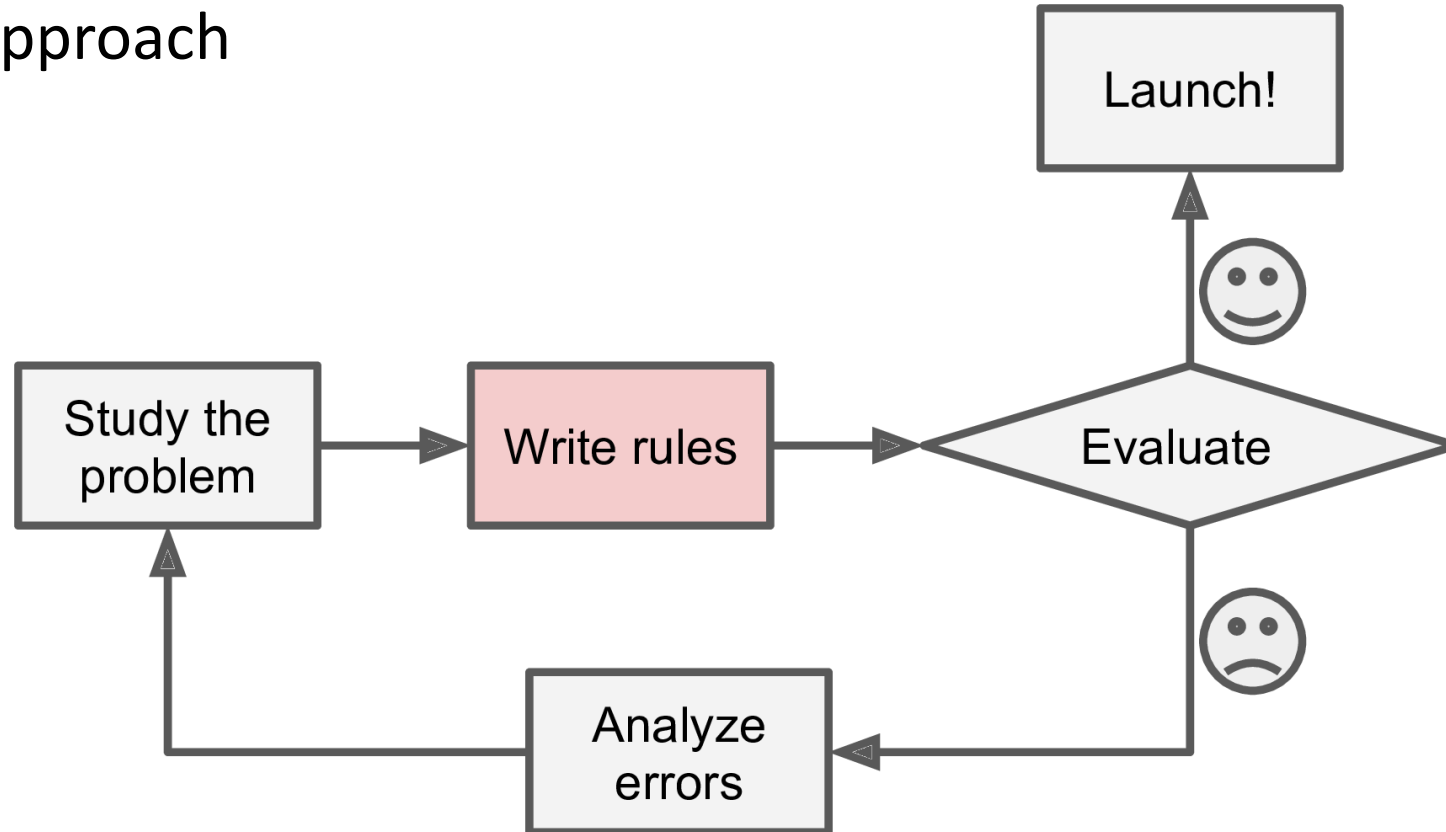 pproach
Launch!
Study the
problem
Write rules
Evaluate
Analyze
errors